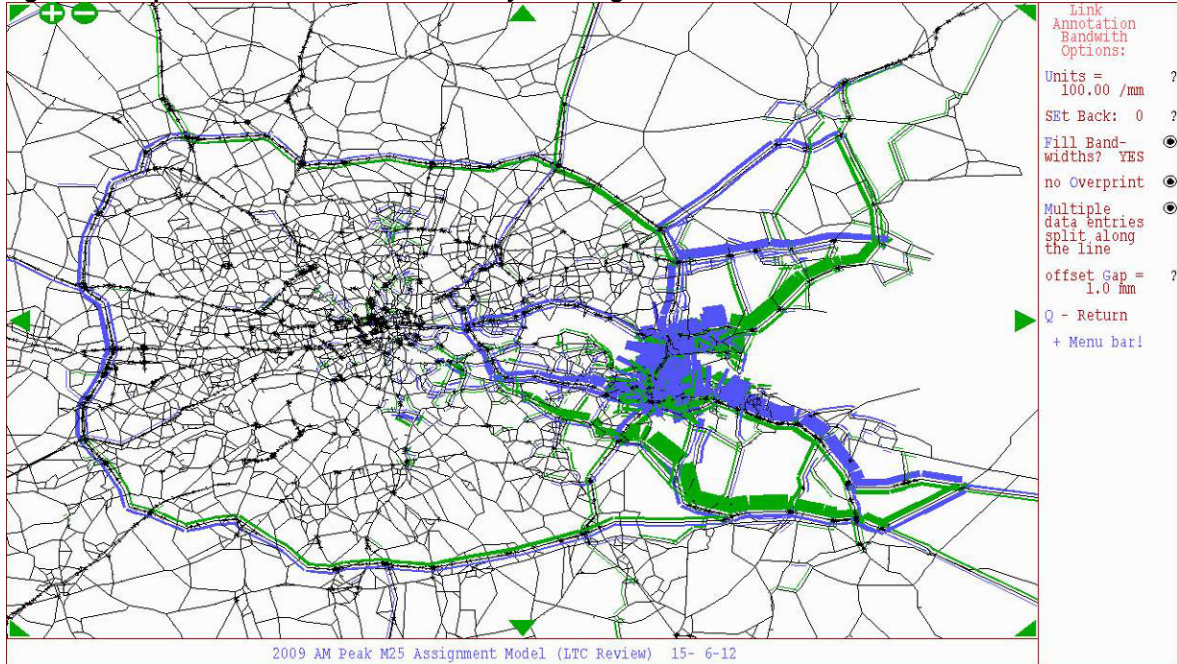 Link
Annotation
Bandwith
Options:
Units = ?
100.00 /mm
SEt Back: 0 ?
Fill Band-
widths? YES
no Overprint
Multiple
data entries
split along
the line
offset Gap = ?
1.0 mm
Q - Return
+ Menu bar!
2009 AM Peak M25 Assignment Model (LTC Review) 15- 6-12